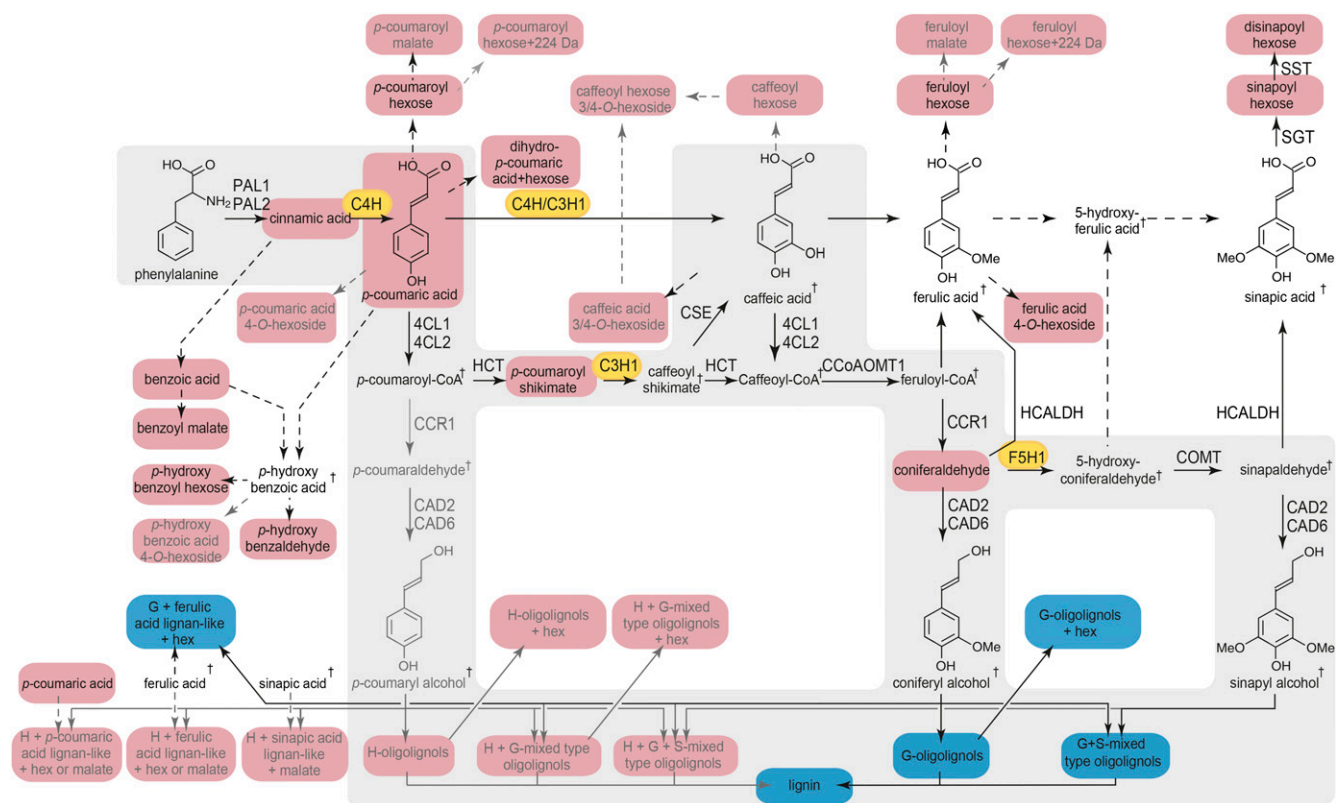 p-coumaroyl
malate
p-coumaroyl
hexose+224 Da
feruloyl
malate
feruloyl
hexose+224 Da
disinapoyl
hexose
SST
p-coumaroyl
hexose
caffeoyl hexose
3/4-O-hexoside
caffeoyl
hexose
feruloyl
hexose
sinapoyl
hexose
SGT
HO
O
NH₂
phenylalanine
PAL1
PAL2
cinnamic acid
C4H
HO
O
OH
p-coumaric acid
dihydro-
p-coumaric
acid+hexose
C4H/C3H1
HO
O
OH
OH
caffeic acid†
HO
O
OMe
OH
ferulic acid†
5-hydroxy-
ferulic acid†
HO
O
MeO
OMe
OH
sinapic acid†
p-coumaric acid
4-O-hexoside
caffeic acid
3/4-O-hexoside
ferulic acid
4-O-hexoside
4CL1
4CL2
CSE
4CL1
4CL2
benzoic acid
p-coumaroyl-CoA†
HCT
p-coumaroyl
shikimate
C3H1
caffeoyl
shikimate†
HCT
Caffeoyl-CoA†
CCoAOMT1
feruloyl-CoA†
HCALDH
HCALDH
benzoyl malate
CCR1
CCR1
p-hydroxy
benzoyl hexose
p-hydroxy
benzoic acid†
p-coumaraldehyde†
coniferaldehyde
F5H1
5-hydroxy-
coniferaldehyde†
COMT
sinapaldehyde†
p-hydroxy
benzoic acid
4-O-hexoside
p-hydroxy
benzaldehyde
CAD2
CAD6
CAD2
CAD6
CAD2
CAD6
OH
OH
p-coumaryl alcohol†
OH
OMe
OH
coniferyl alcohol†
OH
MeO
OMe
OH
sinapyl alcohol†
G + ferulic
acid lignan-like
+ hex
H-oligolignols
+ hex
H + G-mixed
type oligolignols
+ hex
G-oligolignols
+ hex
p-coumaric acid
ferulic acid†
sinapic acid†
H + p-coumaric
acid lignan-like
+ hex or malate
H + ferulic
acid lignan-like
+ hex or malate
H + sinapic acid
lignan-like
+ malate
H-oligolignols
H + G-mixed type
oligolignols
H + G + S-mixed
type oligolignols
G-oligolignols
G+S-mixed
type oligolignols
lignin